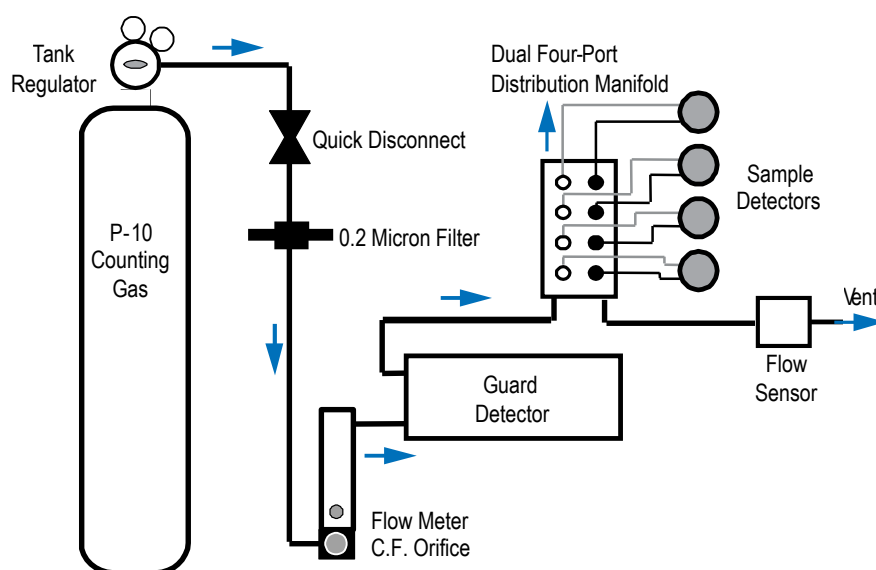 Tank
Regulator
Dual Four-Port
Distribution Manifold
Quick Disconnect
Sample
Detectors
P-10
Counting
Gas
0.2 Micron Filter
Vent
Guard
Detector
Flow
Sensor
Flow Meter
C.F. Orifice